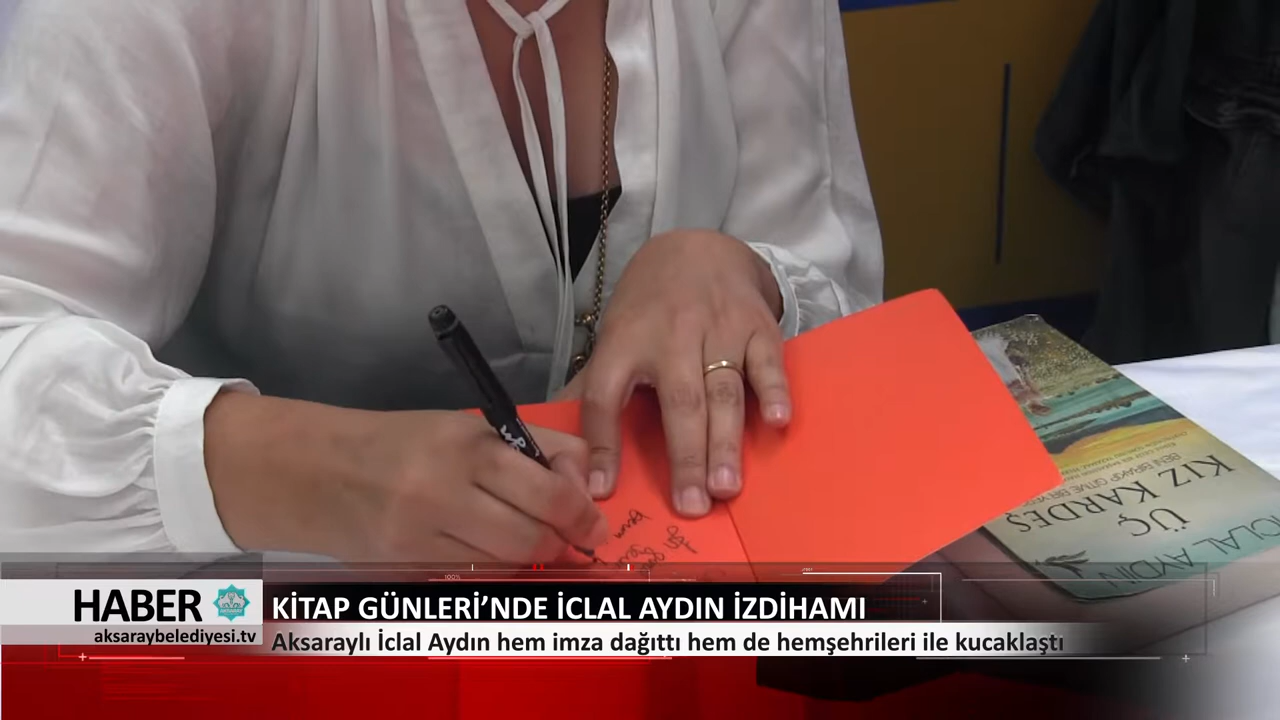 KIZ KARDEŞ
ÜÇ
İCLAL AYDIN
HABER
aksaraybelediyesi.tv
KİTAP GÜNLERİ’NDE İCLAL AYDIN İZDİHAMI
Aksaraylı İclal Aydın hem imza dağıttı hem de hemşehrileri ile kucaklaştı
100%